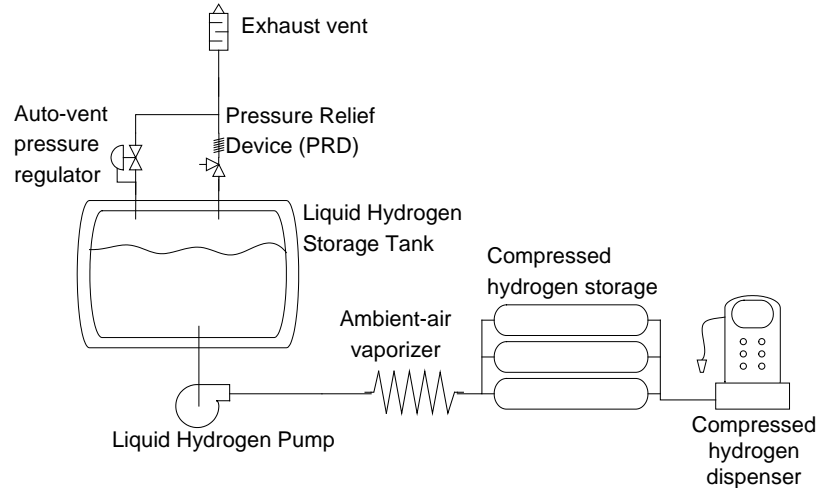 Exhaust vent
Auto-vent
pressure
regulator
Pressure Relief
Device (PRD)
Liquid Hydrogen
Storage Tank
Compressed
hydrogen storage
Ambient-air
vaporizer
Liquid Hydrogen Pump
Compressed
hydrogen
dispenser